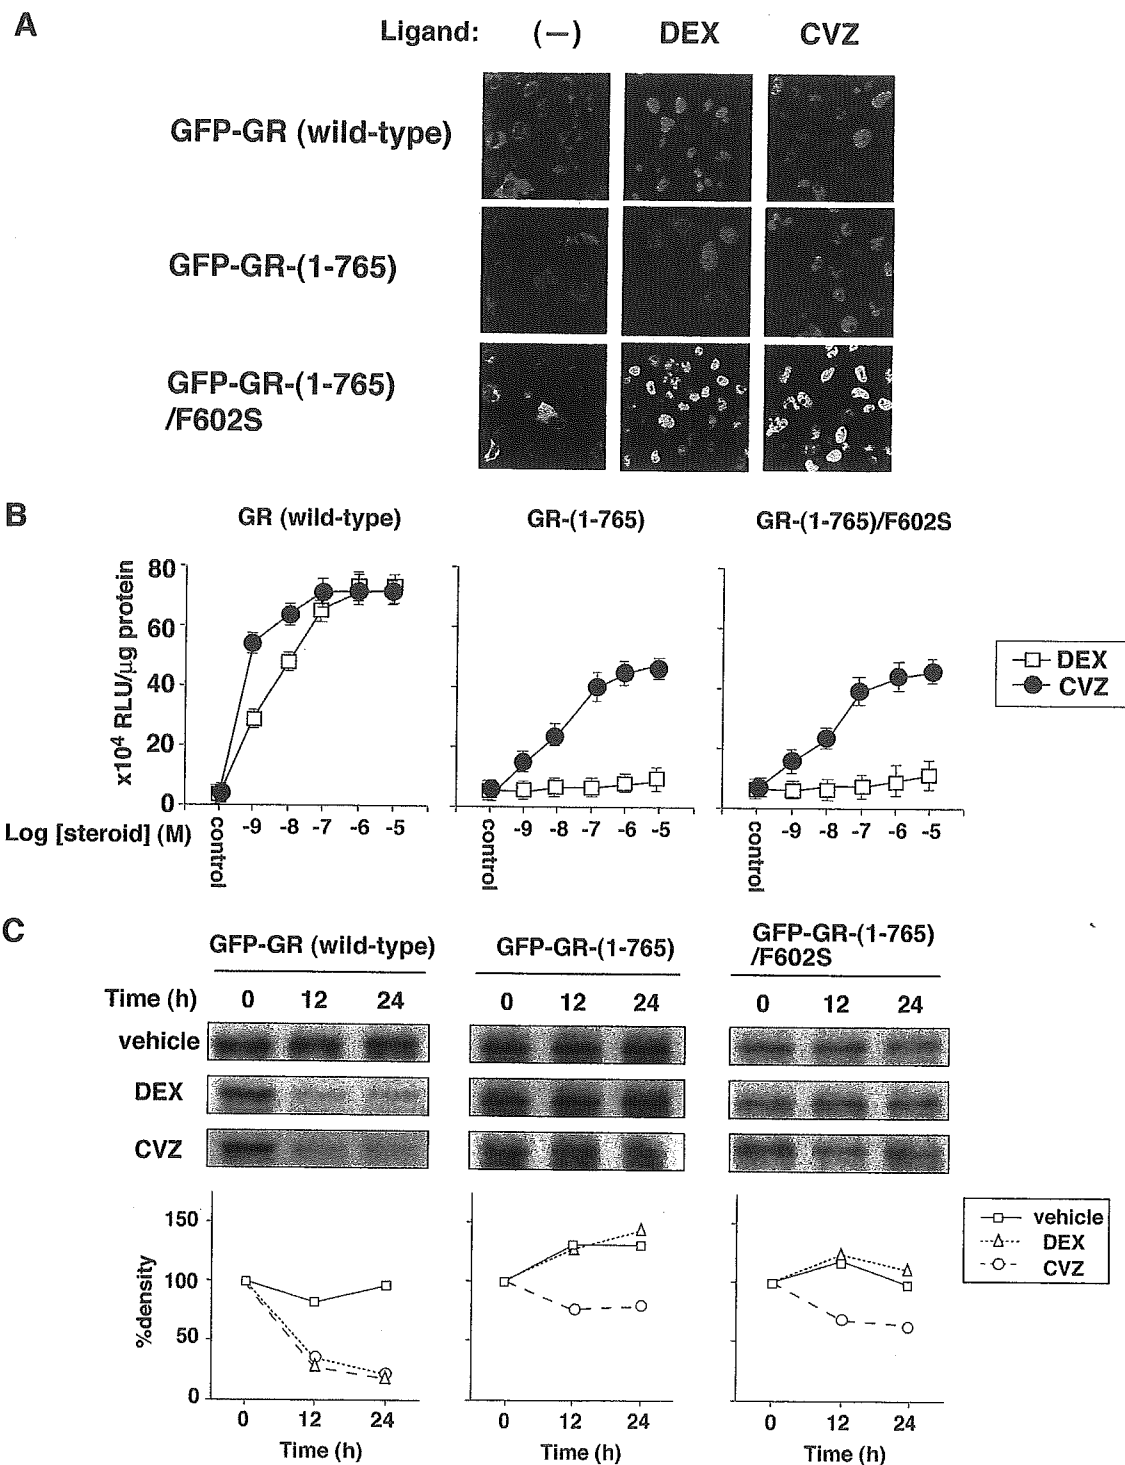 A
Ligand: (—) DEX CVZ
GFP-GR (wild-type)
GFP-GR-(1-765)
GFP-GR-(1-765)
/F602S
B
GR (wild-type) GR-(1-765) GR-(1-765)/F602S
x10⁴ RLU/µg protein
80
60
40
20
0
DEX
CVZ
Log [steroid] (M) control -9 -8 -7 -6 -5 control -9 -8 -7 -6 -5 control -9 -8 -7 -6 -5
C
GFP-GR (wild-type) GFP-GR-(1-765) GFP-GR-(1-765)
/F602S
Time (h) 0 12 24 0 12 24 0 12 24
vehicle
DEX
CVZ
%density
150
100
50
0
vehicle
DEX
CVZ
0 12 24 0 12 24 0 12 24
Time (h) Time (h) Time (h)